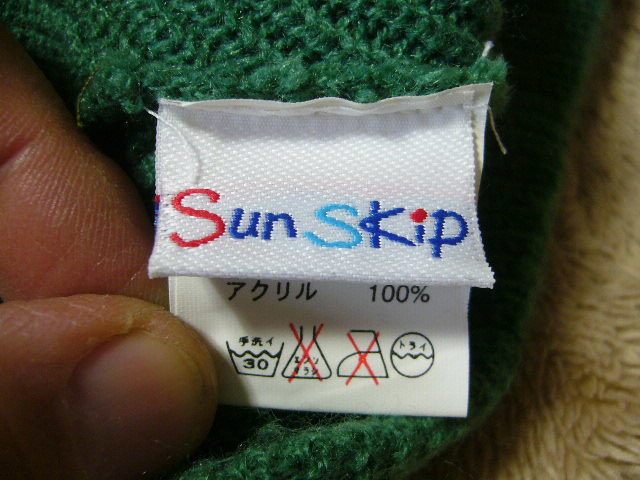 Sun Skip
アクリル 100%
手洗イ 30 エンソ サラシ ドライ